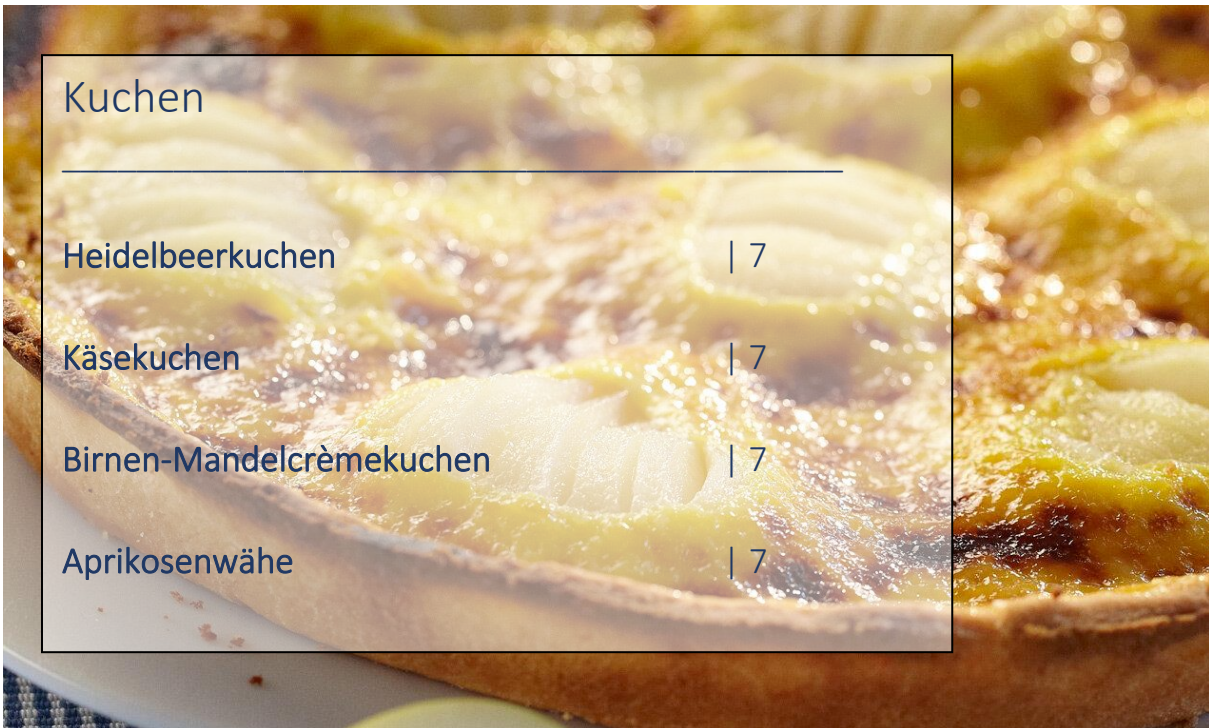 Kuchen
Heidelbeerkuchen | 7
Käsekuchen | 7
Birnen-Mandelcrèmekuchen | 7
Aprikosenwähe | 7